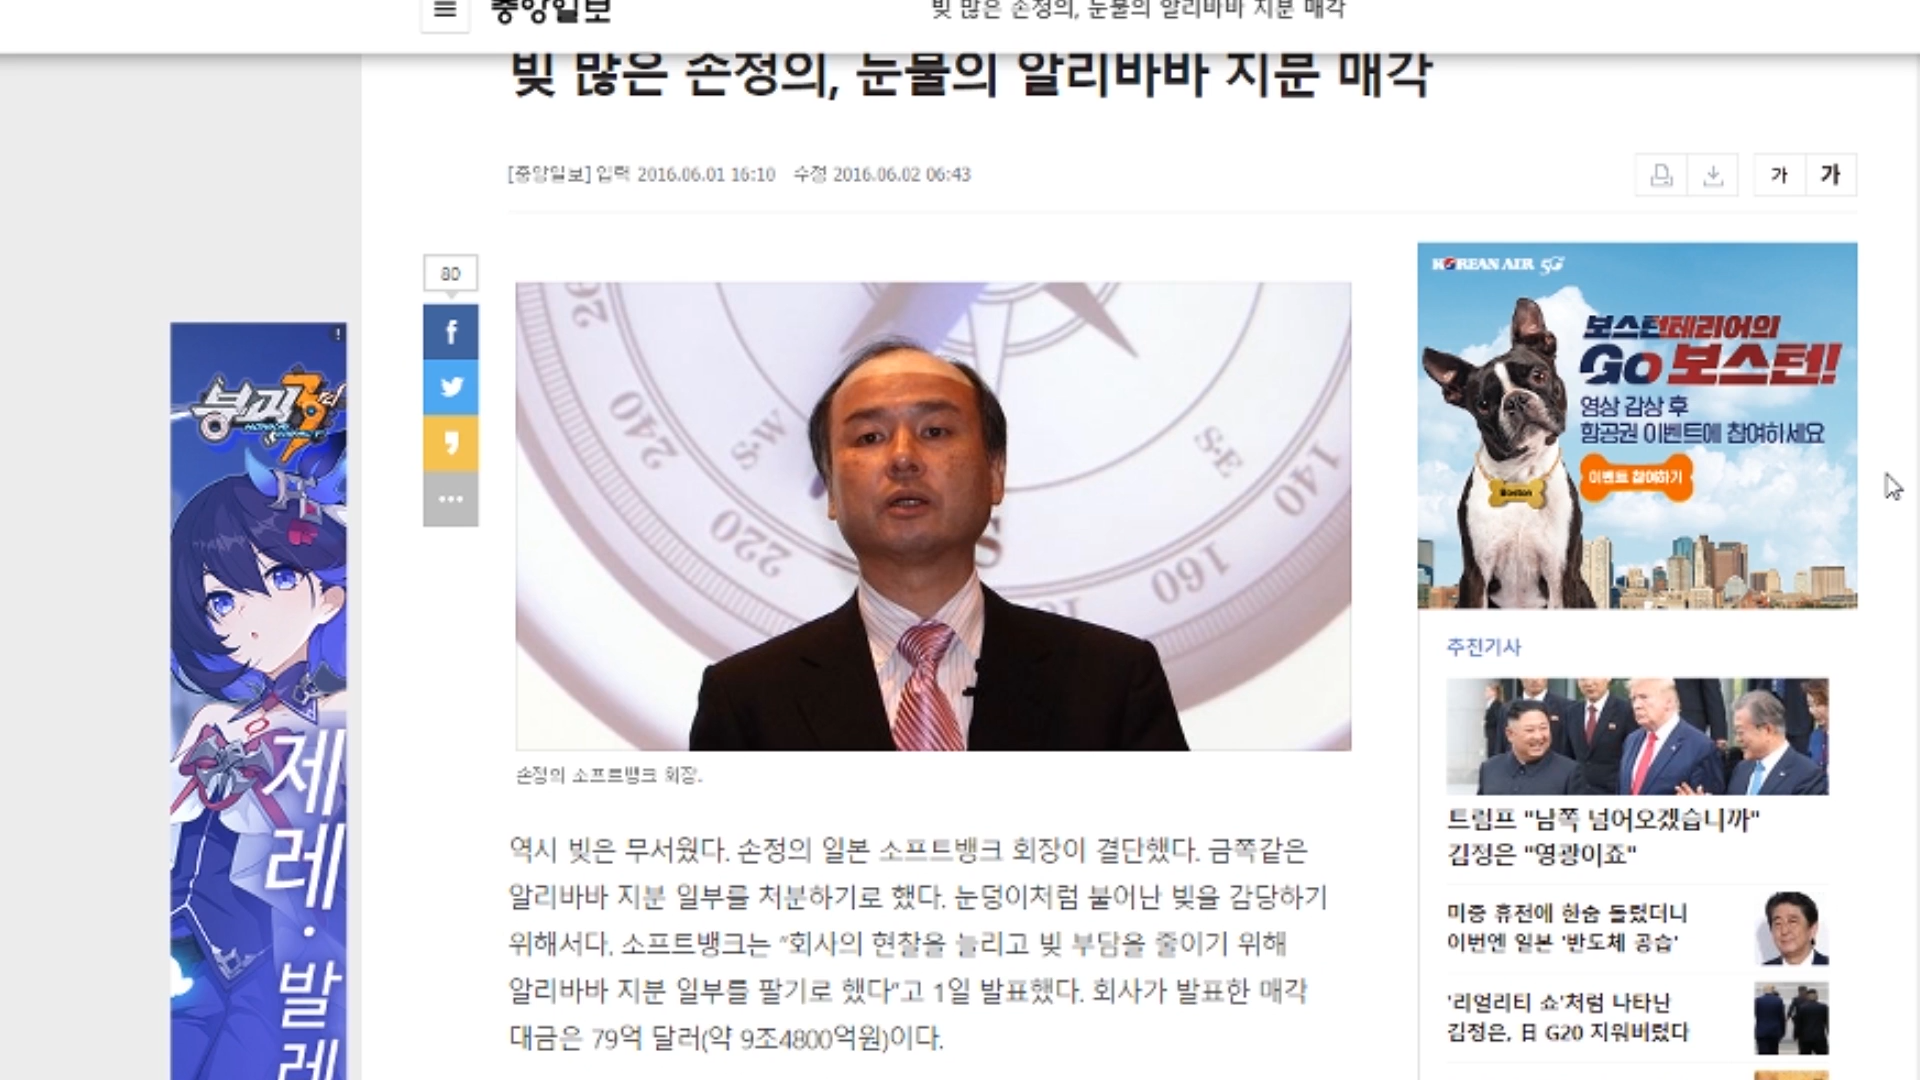 중앙일보
빚 많은 손정의, 눈물의 알리바바 지분 매각
빚 많은 손정의, 눈물의 알리바바 지분 매각
[중앙일보] 입력 2016.06.01 16:10 수정 2016.06.02 06:43
가 가
80
붕괴3rd
제레·발레
240
S-W
220
S
S-E
140
160
손정의 소프트뱅크 회장.
역시 빚은 무서웠다. 손정의 일본 소프트뱅크 회장이 결단했다. 금쪽같은
알리바바 지분 일부를 처분하기로 했다. 눈덩이처럼 불어난 빚을 감당하기
위해서다. 소프트뱅크는 “회사의 현찰을 늘리고 빚 부담을 줄이기 위해
알리바바 지분 일부를 팔기로 했다”고 1일 발표했다. 회사가 발표한 매각
대금은 79억 달러(약 9조4800억원)이다.
KOREAN AIR 5G
보스턴테리어의
Go 보스턴!
영상 감상 후
항공권 이벤트에 참여하세요
이벤트 참여하기
Boston
추천기사
트럼프 "남쪽 넘어오겠습니까"
김정은 "영광이죠"
미중 휴전에 한숨 돌렸더니
이번엔 일본 '반도체 공습'
'리얼리티 쇼'처럼 나타난
김정은, 日 G20 지워버렸다